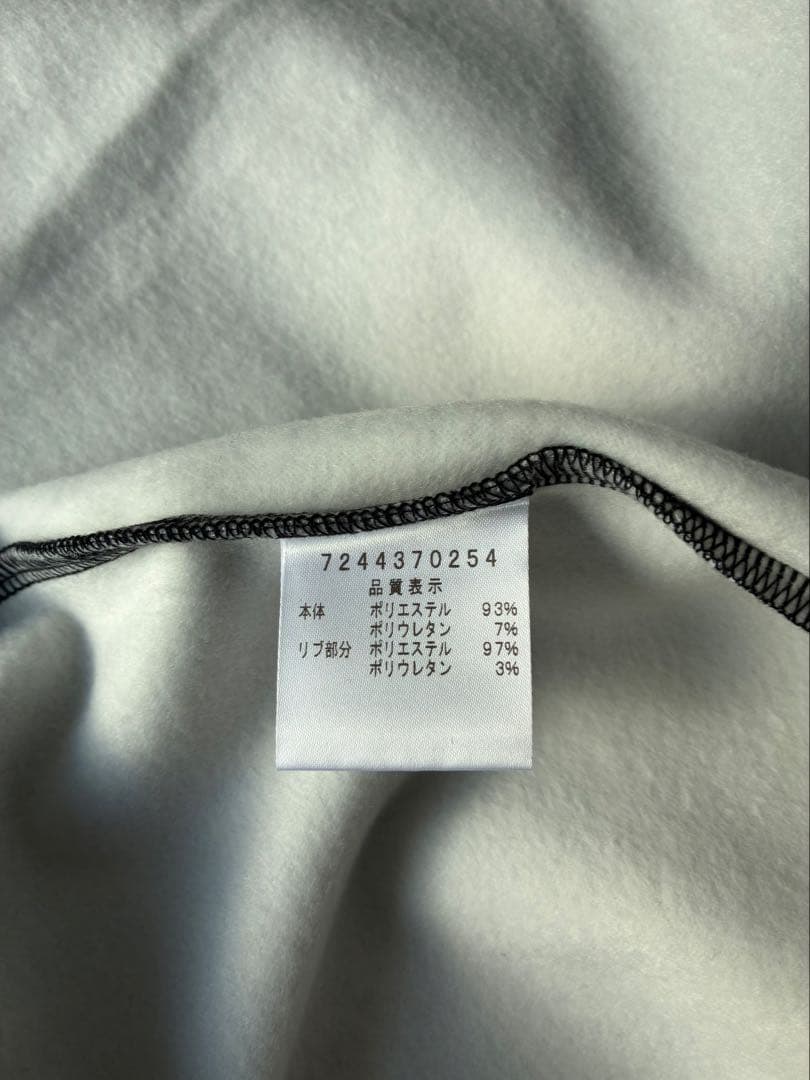 7244370254
品質表示
本体 ポリエステル 93%
ポリウレタン 7%
リブ部分 ポリエステル 97%
ポリウレタン 3%